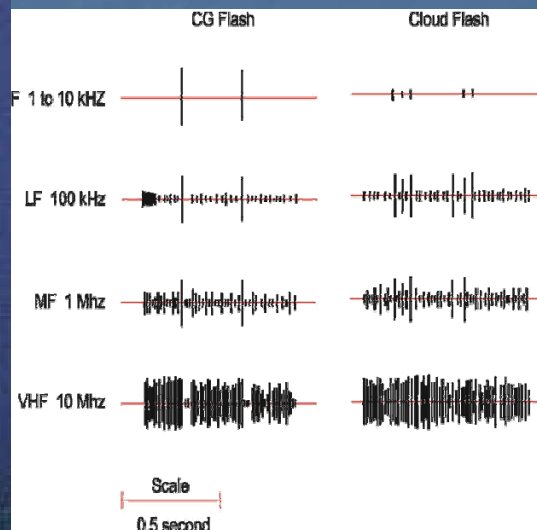 CG Flash Cloud Flash
F 1 to 10 kHZ
LF 100 kHz
MF 1 Mhz
VHF 10 Mhz
Scale
0.5 second